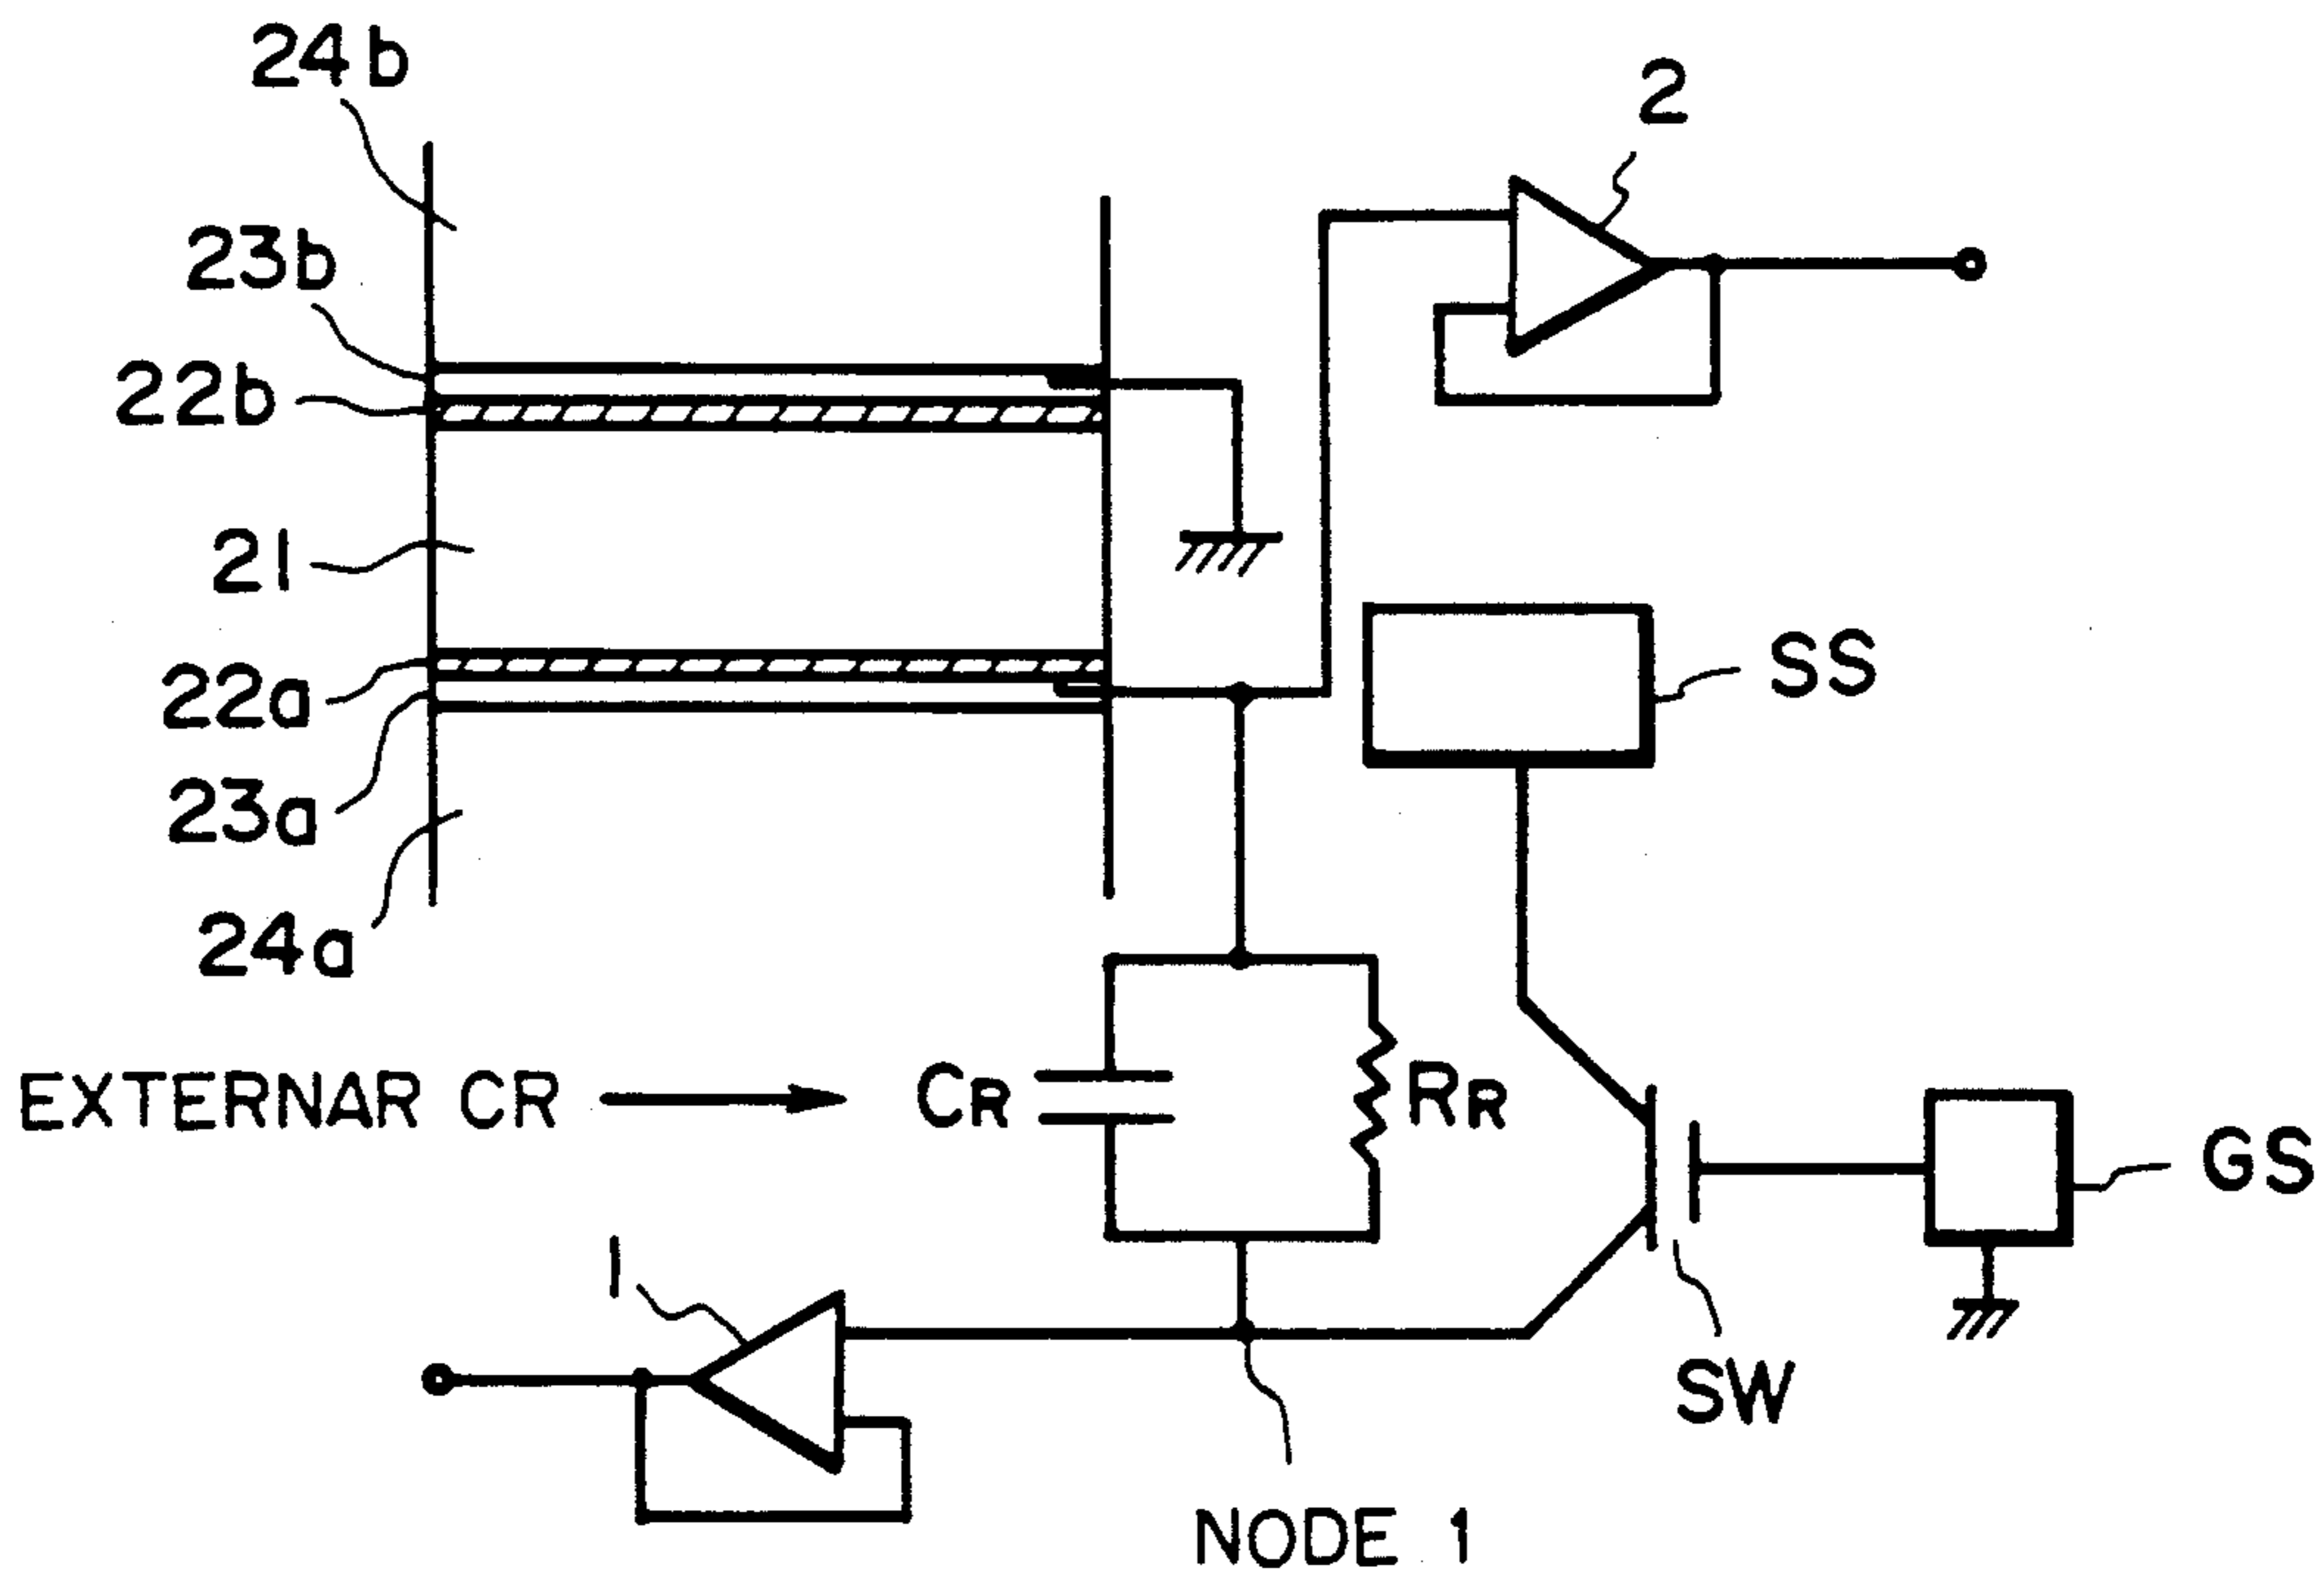 24b
2
23b
22b
21
SS
22a
23a
24a
EXTERNAR CR
CR
RR
GS
1
SW
NODE 1